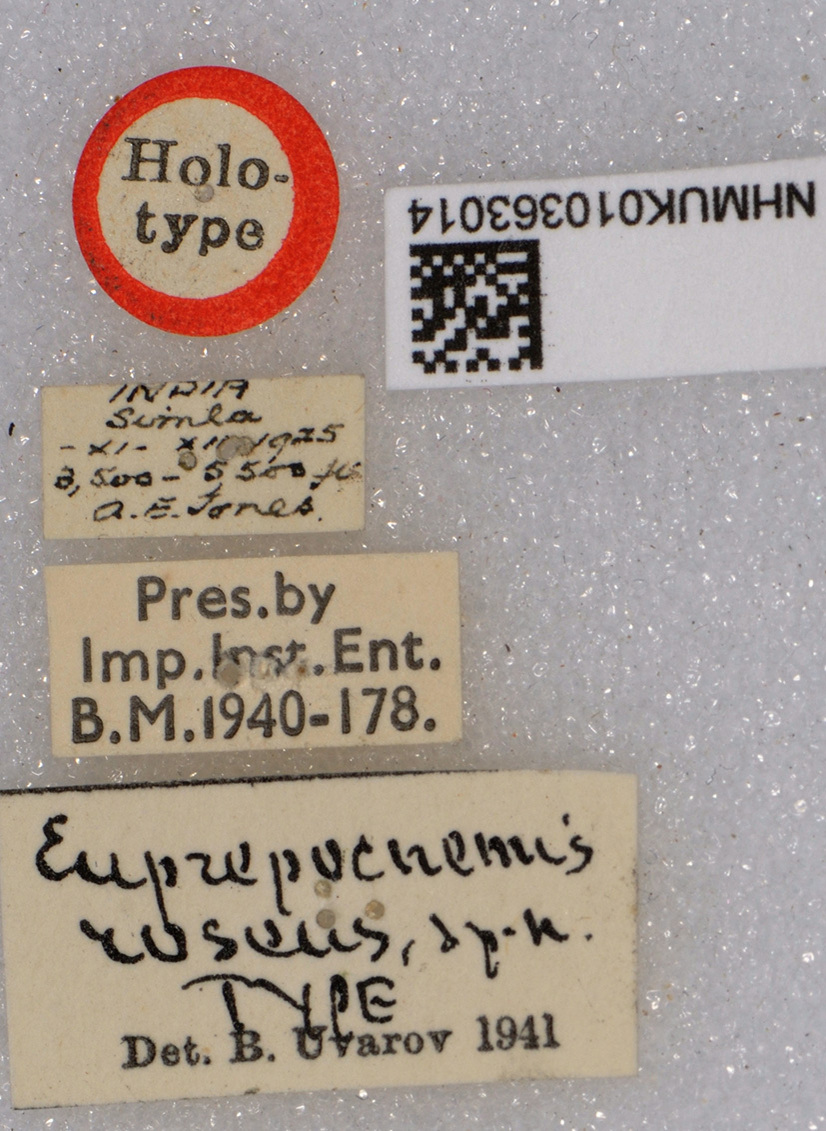 Holo-
type
NHMUK010363014
INDIA
Simla
-XI- XII 1925
3,500-5,500 ft
A.E. Jones.
Pres.by
Imp.Inst.Ent.
B.M.1940-178.
Euprepocnemis
roseus, sp.n.
TYPE
Det. B. Uvarov 1941